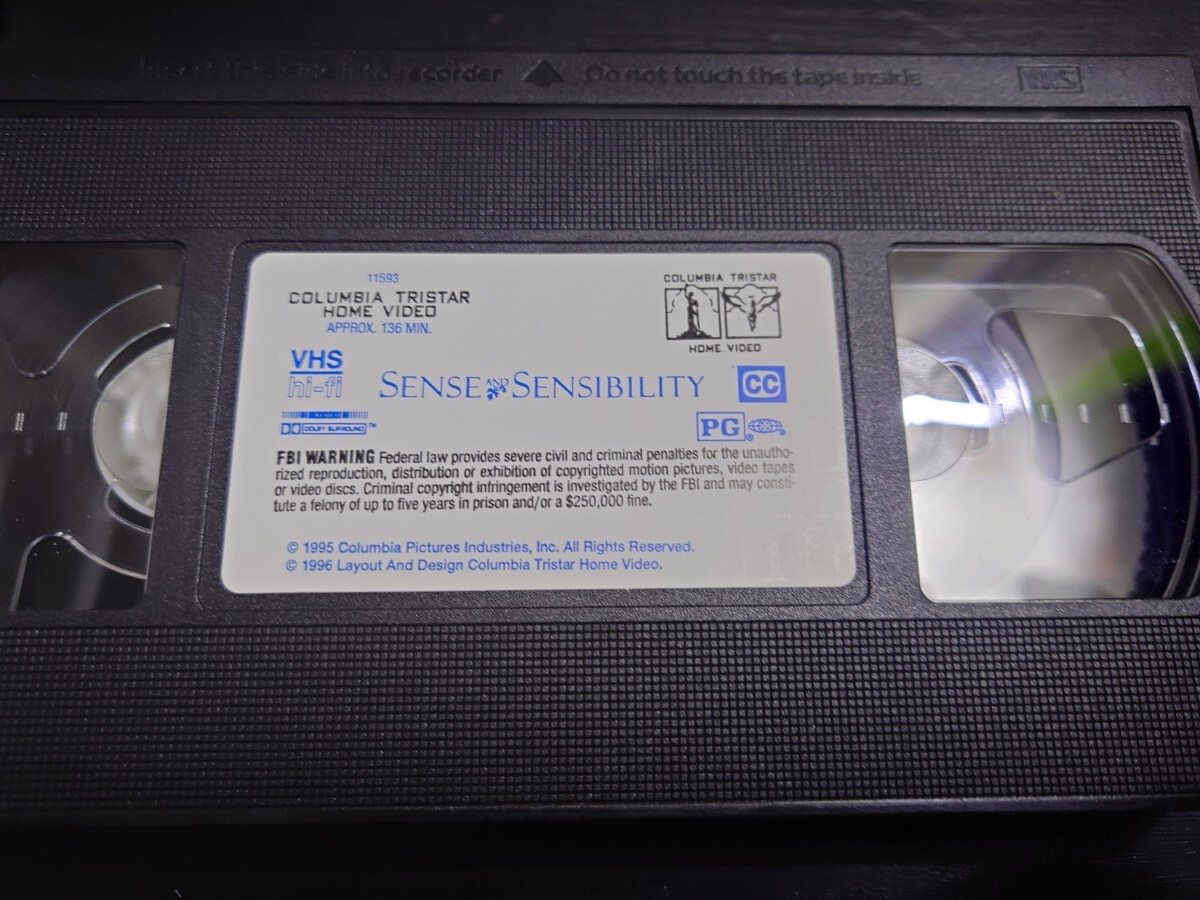 Insert this side into recorder Do not touch the tape inside VHS
11593
COLUMBIA TRISTAR
HOME VIDEO
APPROX. 136 MIN.
COLUMBIA TRISTAR
HOME VIDEO
VHS
hi-fi
SENSE AND SENSIBILITY
CC
DOLBY SURROUND™
PG ®
FBI WARNING Federal law provides severe civil and criminal penalties for the unautho-
rized reproduction, distribution or exhibition of copyrighted motion pictures, video tapes
or video discs. Criminal copyright infringement is investigated by the FBI and may consti-
tute a felony of up to five years in prison and/or a $250,000 fine.
© 1995 Columbia Pictures Industries, Inc. All Rights Reserved.
© 1996 Layout And Design Columbia Tristar Home Video.